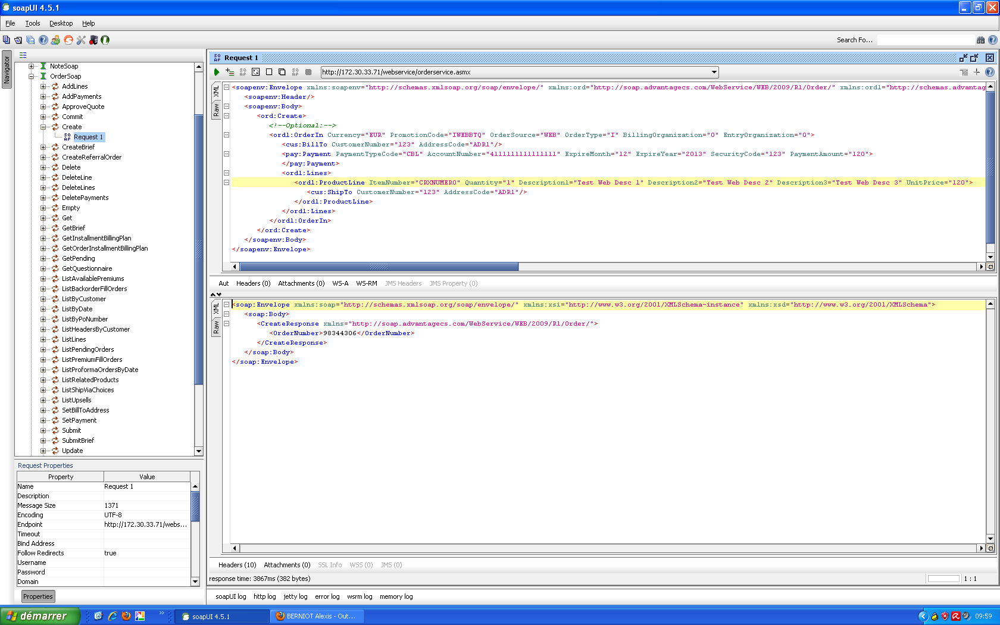 soapUI 4.5.1
File Tools Desktop Help
Search Fo...
Navigator
NoteSoap
OrderSoap
AddLines
AddPayments
ApproveQuote
Commit
Create
Request 1
CreateBrief
CreateReferralOrder
Delete
DeleteLine
DeleteLines
DeletePayments
Empty
Get
GetBrief
GetInstallmentBillingPlan
GetOrderInstallmentBillingPlan
GetPending
GetQuestionnaire
ListAvailablePremiums
ListBackorderFillOrders
ListByCustomer
ListByDate
ListByPoNumber
ListHeadersByCustomer
ListLines
ListPendingOrders
ListPremiumFillOrders
ListProformaOrdersByDate
ListRelatedProducts
ListShipViaChoices
ListUpsells
SetBillToAddress
SetPayment
Submit
SubmitBrief
Update
Request Properties
Property Value
Name Request 1
Description
Message Size 1371
Encoding UTF-8
Endpoint http://172.30.33.71/webs...
Timeout
Bind Address
Follow Redirects true
Username
Password
Domain
Properties
Request 1
http://172.30.33.71/webservice/orderservice.asmx
XML
Raw
<soapenv:Envelope xmlns:soapenv="http://schemas.xmlsoap.org/soap/envelope/" xmlns:ord="http://soap.advantagecs.com/WebService/WEB/2009/R1/Order/" xmlns:ord1="http://schemas.advantag
<soapenv:Header/>
<soapenv:Body>
<ord:Create>
<!--Optional:-->
<ord1:OrderIn Currency="EUR" PromotionCode="IWEBBTQ" OrderSource="WEB" OrderType="I" BillingOrganization="0" EntryOrganization="0">
<cus:BillTo CustomerNumber="123" AddressCode="ADR1"/>
<pay:Payment PaymentTypeCode="CBL" AccountNumber="4111111111111111" ExpireMonth="12" ExpireYear="2013" SecurityCode="123" PaymentAmount="120">
</pay:Payment>
<ord1:Lines>
<ord1:ProductLine ItemNumber="CRXNUMERO" Quantity="1" Description1="Test Web Desc 1" Description2="Test Web Desc 2" Description3="Test Web Desc 3" UnitPrice="120">
<cus:ShipTo CustomerNumber="123" AddressCode="ADR1"/>
</ord1:ProductLine>
</ord1:Lines>
</ord1:OrderIn>
</ord:Create>
</soapenv:Body>
</soapenv:Envelope>
Aut Headers (0) Attachments (0) WS-A WS-RM JMS Headers JMS Property (0)
XML
Raw
<soap:Envelope xmlns:soap="http://schemas.xmlsoap.org/soap/envelope/" xmlns:xsi="http://www.w3.org/2001/XMLSchema-instance" xmlns:xsd="http://www.w3.org/2001/XMLSchema">
<soap:Body>
<CreateResponse xmlns="http://soap.advantagecs.com/WebService/WEB/2009/R1/Order/">
<OrderNumber>98344306</OrderNumber>
</CreateResponse>
</soap:Body>
</soap:Envelope>
Headers (10) Attachments (0) SSL Info WSS (0) JMS (0)
response time: 3867ms (382 bytes)
1 : 1
soapUI log http log jetty log error log wsrm log memory log
démarrer
soapUI 4.5.1
BERNIOT Alexis - Out...
09:59